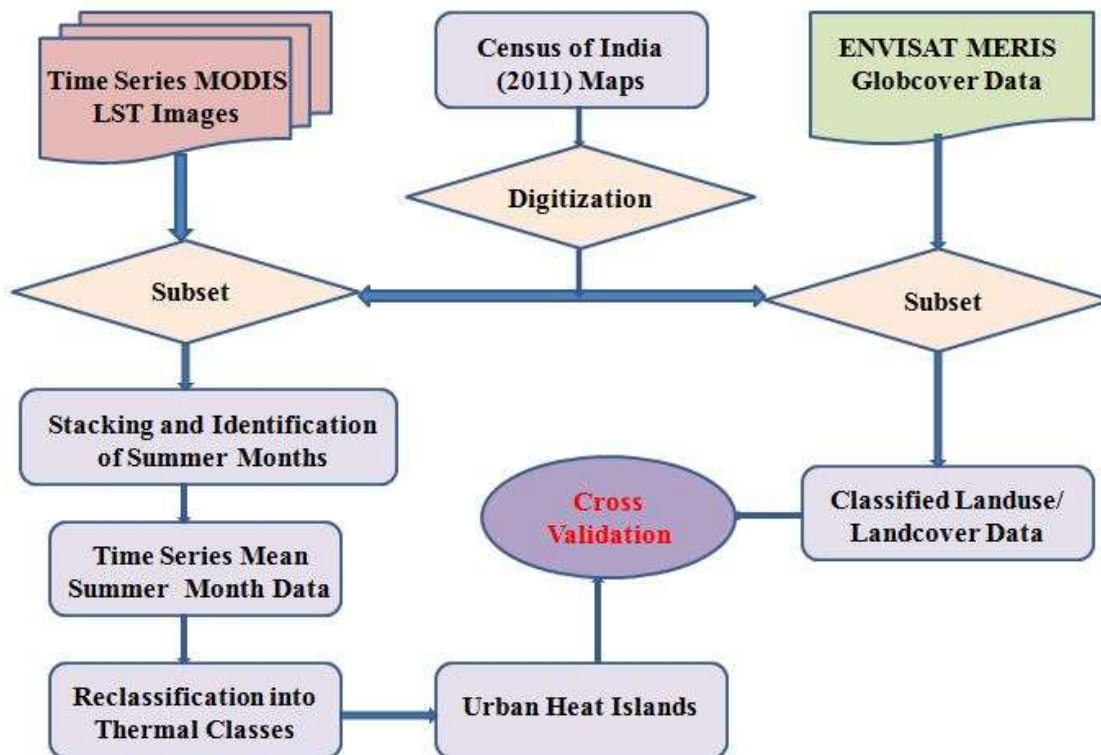 Time Series MODIS
LST Images
Census of India
(2011) Maps
ENVISAT MERIS
Globcover Data
Digitization
Subset
Subset
Stacking and Identification
of Summer Months
Cross
Validation
Classified Landuse/
Landcover Data
Time Series Mean
Summer Month Data
Reclassification into
Thermal Classes
Urban Heat Islands